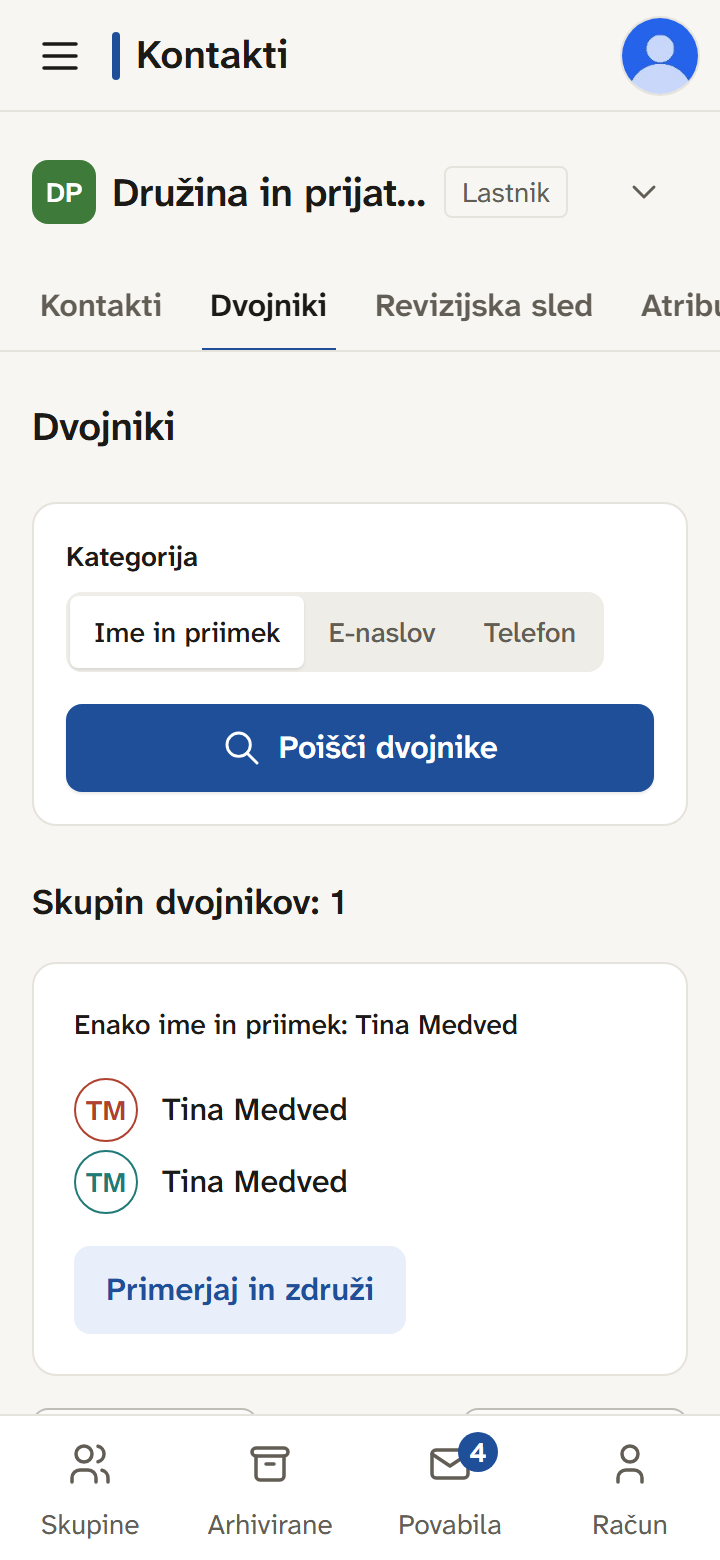 Kontakti
DP Družina in prijat... Lastnik
Kontakti Dvojniki Revizijska sled Atribu
Dvojniki
Kategorija
Ime in priimek E-naslov Telefon
Poišči dvojnike
Skupin dvojnikov: 1
Enako ime in priimek: Tina Medved
TM Tina Medved
TM Tina Medved
Primerjaj in združi
4
Skupine Arhivirane Povabila Račun